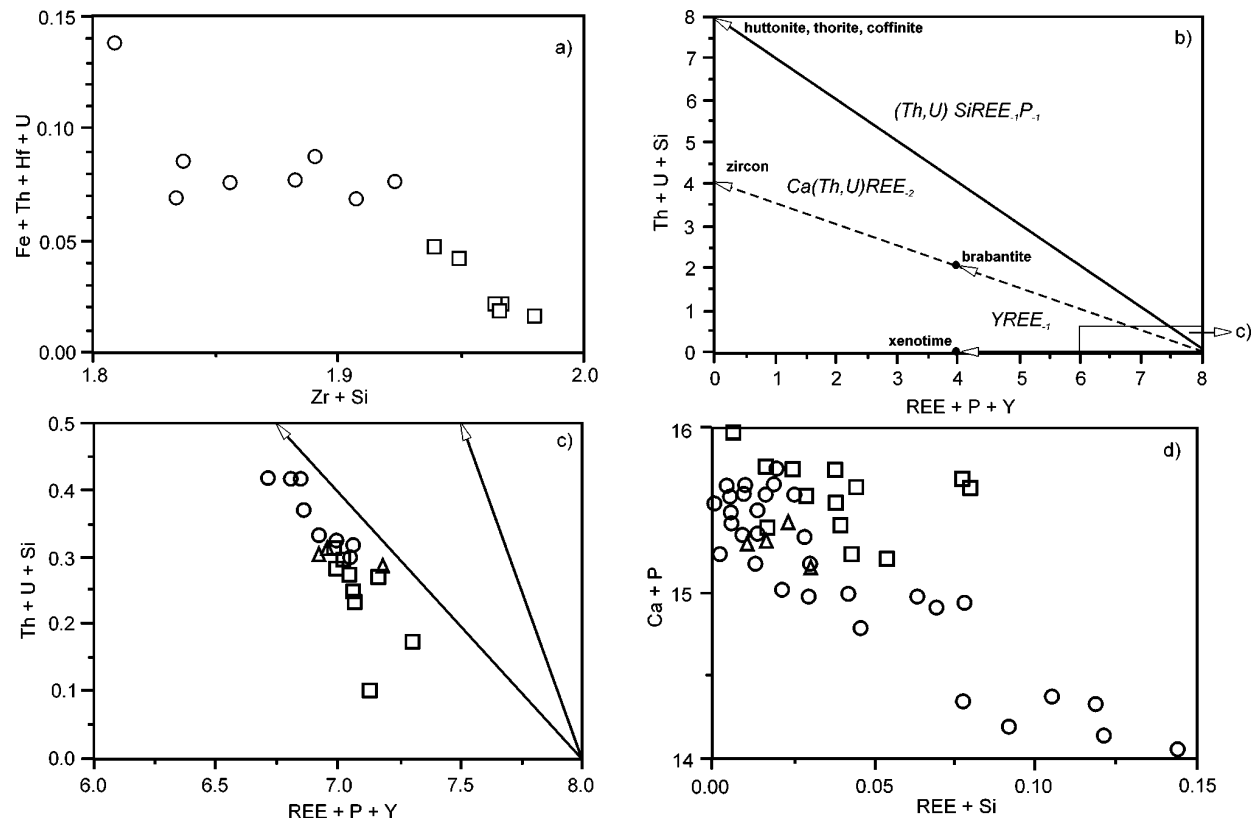 0.15
0.10
0.05
0.00
Fe + Th + Hf + U
a)
1.8
1.9
2.0
Zr + Si
8
7
6
5
4
3
2
1
0
Th + U + Si
b)
huttonite, thorite, coffinite
(Th,U) SiREE₋₁P₋₁
zircon
Ca(Th,U)REE₋₂
brabantite
YREE₋₁
xenotime
c)
0
1
2
3
4
5
6
7
8
REE + P + Y
0.5
0.4
0.3
0.2
0.1
0.0
Th + U + Si
c)
6.0
6.5
7.0
7.5
8.0
REE + P + Y
16
15
14
Ca + P
d)
0.00
0.05
0.10
0.15
REE + Si